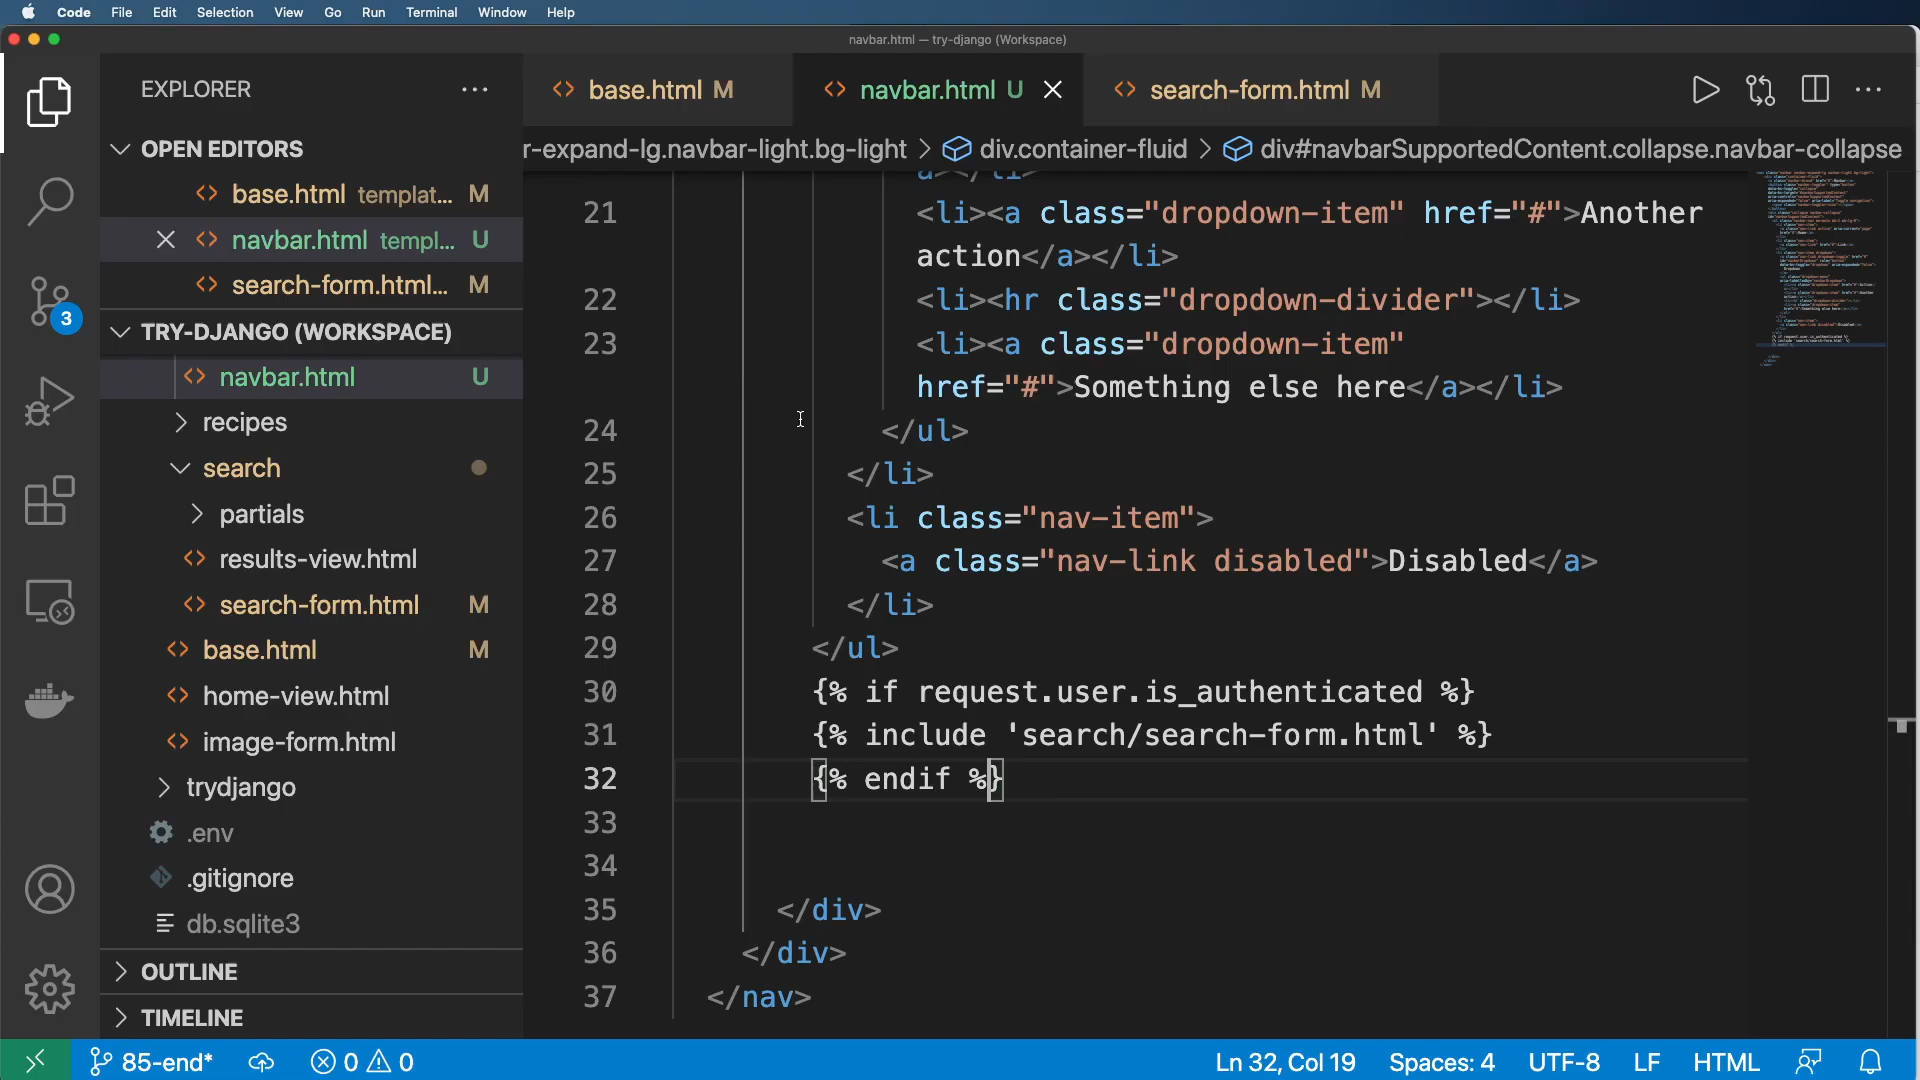 Code File Edit Selection View Go Run Terminal Window Help
navbar.html — try-django (Workspace)
EXPLORER
OPEN EDITORS
base.html templat... M
navbar.html templ... U
search-form.html... M
TRY-DJANGO (WORKSPACE)
navbar.html U
recipes
search
partials
results-view.html
search-form.html M
base.html M
home-view.html
image-form.html
trydjango
.env
.gitignore
db.sqlite3
OUTLINE
TIMELINE
3
base.html M navbar.html U search-form.html M
r-expand-lg.navbar-light.bg-light > div.container-fluid > div#navbarSupportedContent.collapse.navbar-collapse
a></li>
21 <li><a class="dropdown-item" href="#">Another
action</a></li>
22 <li><hr class="dropdown-divider"></li>
23 <li><a class="dropdown-item"
href="#">Something else here</a></li>
24 </ul>
25 </li>
26 <li class="nav-item">
27 <a class="nav-link disabled">Disabled</a>
28 </li>
29 </ul>
30 {% if request.user.is_authenticated %}
31 {% include 'search/search-form.html' %}
32 {% endif %}
33
34
35 </div>
36 </div>
37 </nav>
85-end* 0 0 Ln 32, Col 19 Spaces: 4 UTF-8 LF HTML